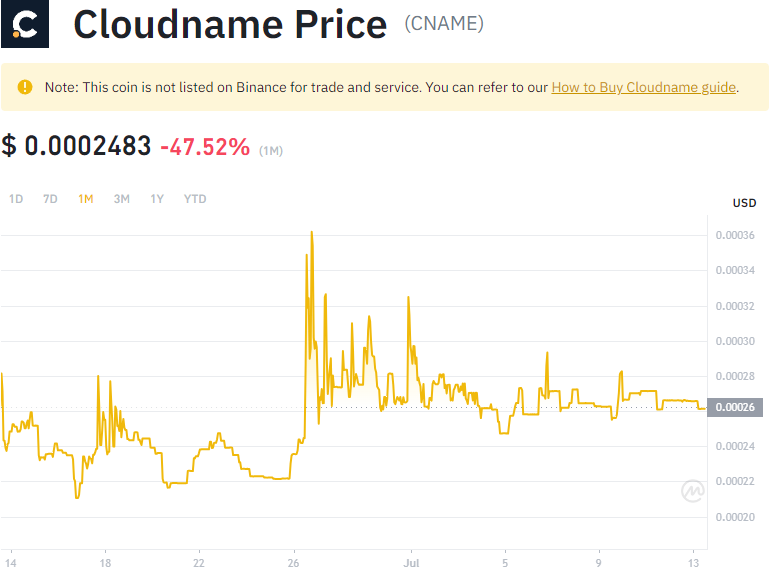 Cloudname Price (CNAME)
Note: This coin is not listed on Binance for trade and service. You can refer to our How to Buy Cloudname guide.
$ 0.0002483 -47.52% (1M)
1D 7D 1M 3M 1Y YTD
USD
0.00036
0.00034
0.00032
0.00030
0.00028
0.00026
0.00024
0.00022
0.00020
14 18 22 26 Jul 5 9 13